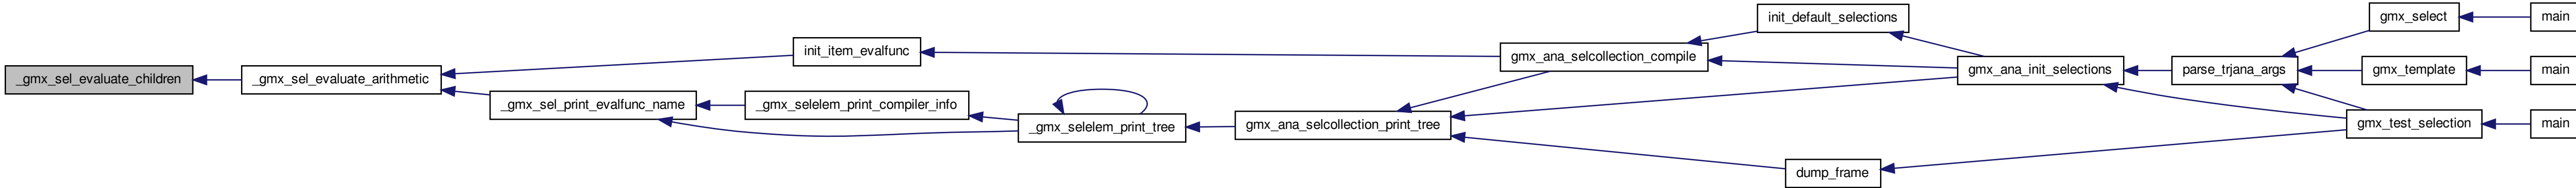 _gmx_sel_evaluate_children
_gmx_sel_evaluate_arithmetic
init_item_evalfunc
_gmx_sel_print_evalfunc_name
_gmx_selelem_print_compiler_info
_gmx_selelem_print_tree
gmx_ana_selcollection_print_tree
gmx_ana_selcollection_compile
init_default_selections
dump_frame
gmx_ana_init_selections
parse_trjana_args
gmx_select
gmx_template
gmx_test_selection
main
main
main